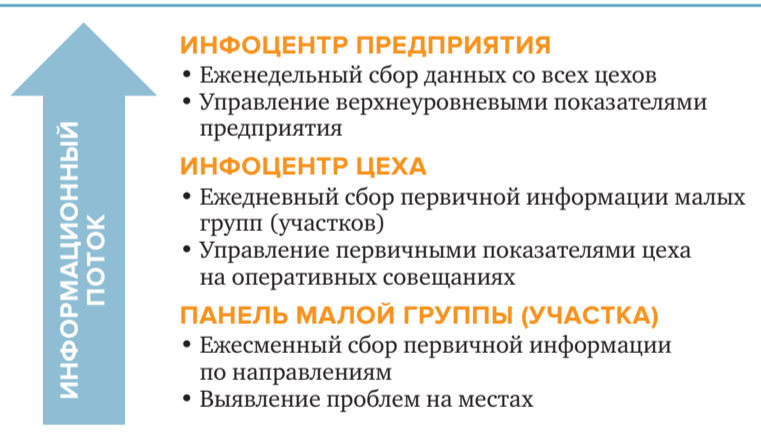 ИНФОРМАЦИОННЫЙ
ПОТОК
ИНФОЦЕНТР ПРЕДПРИЯТИЯ
• Еженедельный сбор данных со всех цехов
• Управление верхнеуровневыми показателями
предприятия
ИНФОЦЕНТР ЦЕХА
• Ежедневный сбор первичной информации малых
групп (участков)
• Управление первичными показателями цеха
на оперативных совещаниях
ПАНЕЛЬ МАЛОЙ ГРУППЫ (УЧАСТКА)
• Ежесменный сбор первичной информации
по направлениям
• Выявление проблем на местах